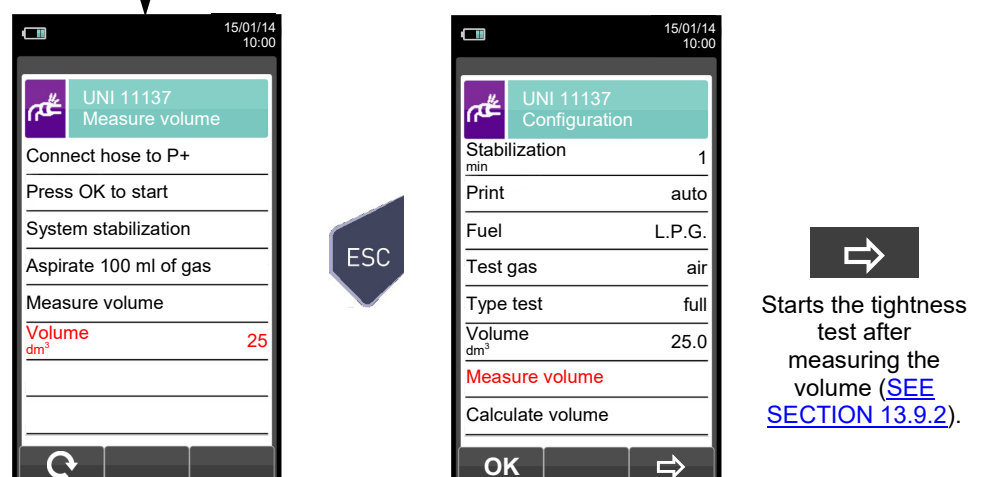 15/01/14
10:00
UNI 11137
Measure volume
Connect hose to P+
Press OK to start
System stabilization
Aspirate 100 ml of gas
Measure volume
Volume 25
dm³
ESC
15/01/14
10:00
UNI 11137
Configuration
Stabilization 1
min
Print auto
Fuel L.P.G.
Test gas air
Type test full
Volume 25.0
dm³
Measure volume
Calculate volume
OK
Starts the tightness
test after
measuring the
volume (SEE
SECTION 13.9.2).